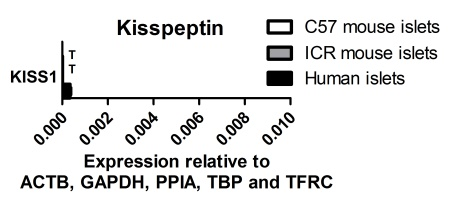 Kisspeptin
C57 mouse islets
ICR mouse islets
Human islets
T
T
KISS1
0.000 0.002 0.004 0.006 0.008 0.010
Expression relative to
ACTB, GAPDH, PPIA, TBP and TFRC